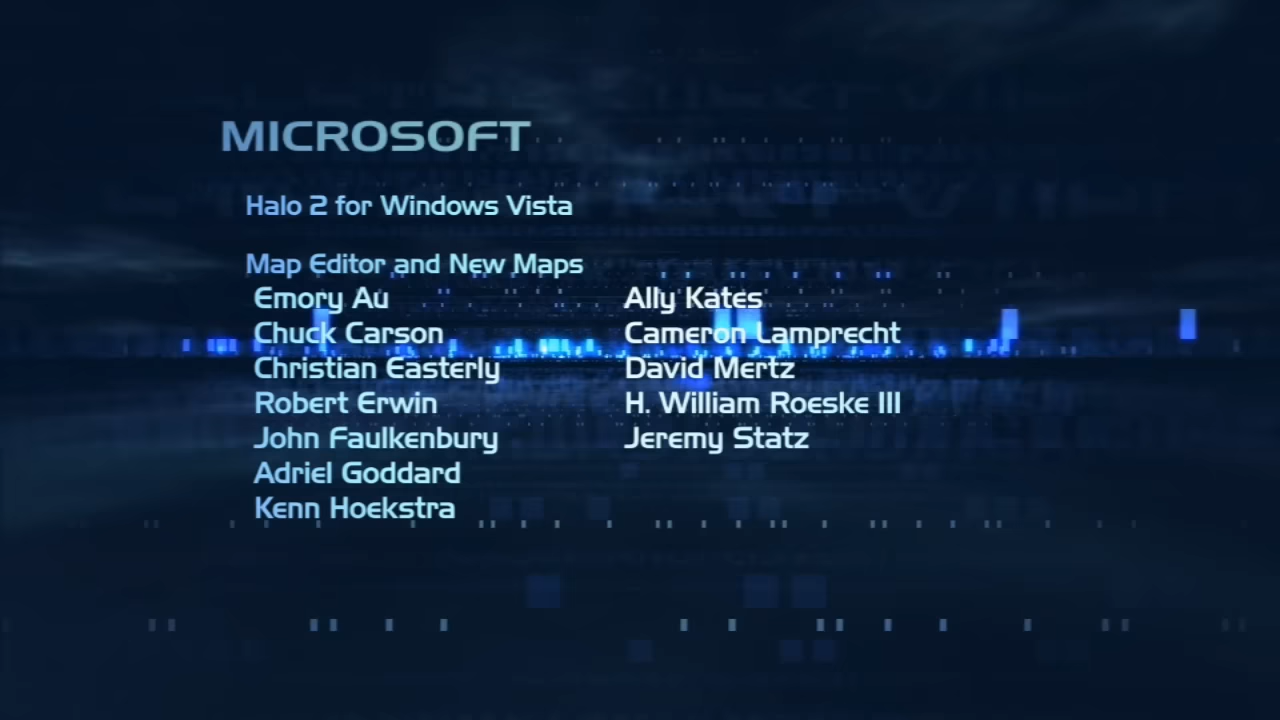 MICROSOFT
Halo 2 for Windows Vista
Map Editor and New Maps
Emory Au
Chuck Carson
Christian Easterly
Robert Erwin
John Faulkenbury
Adriel Goddard
Kenn Hoekstra
Ally Kates
Cameron Lamprecht
David Mertz
H. William Roeske III
Jeremy Statz